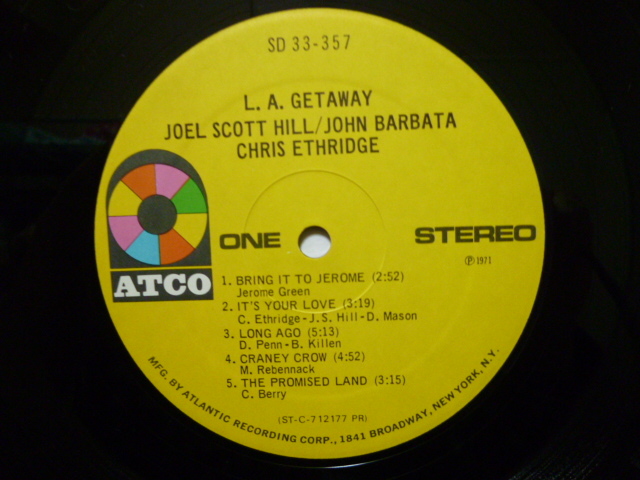 SD 33-357
L. A. GETAWAY
JOEL SCOTT HILL/JOHN BARBATA
CHRIS ETHRIDGE
ATCO
ONE
STEREO
Ⓟ 1971
1. BRING IT TO JEROME (2:52)
Jerome Green
2. IT'S YOUR LOVE (3:19)
C. Ethridge-J.S. Hill-D. Mason
3. LONG AGO (5:13)
D. Penn-B. Killen
4. CRANEY CROW (4:52)
M. Rebennack
5. THE PROMISED LAND (3:15)
C. Berry
(ST-C-712177 PR)
MFG. BY ATLANTIC RECORDING CORP., 1841 BROADWAY, NEW YORK, N.Y.